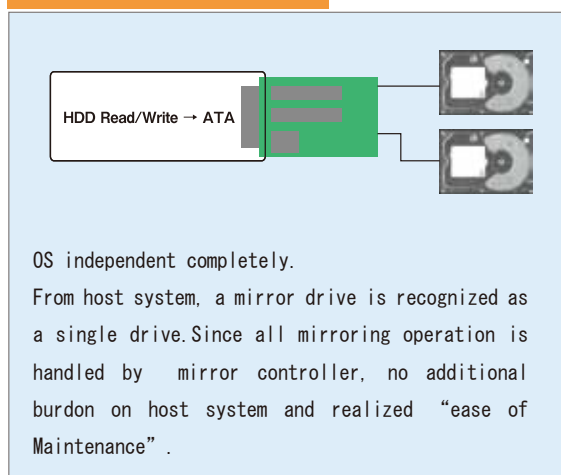 HDD Read/Write → ATA
OS independent completely.
From host system, a mirror drive is recognized as
a single drive.Since all mirroring operation is
handled by mirror controller, no additional
burdon on host system and realized “ease of
Maintenance”.